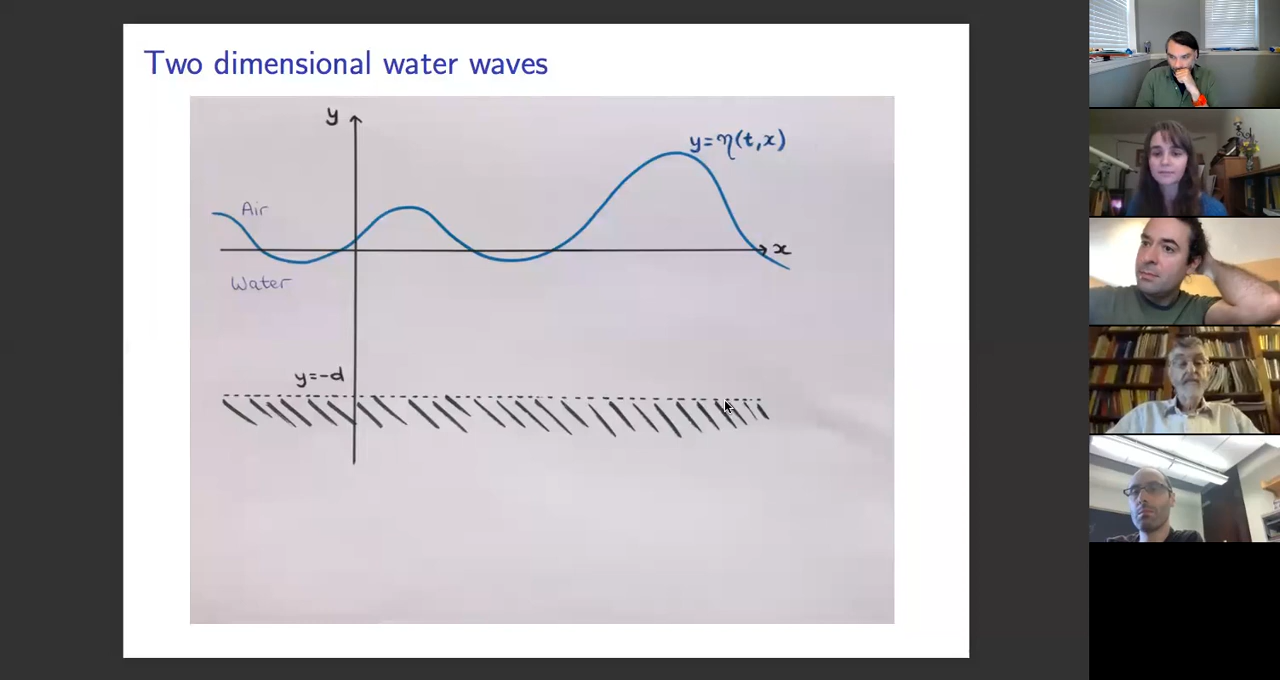 Two dimensional water waves
y
y=η(t,x)
Air
x
Water
y=-d